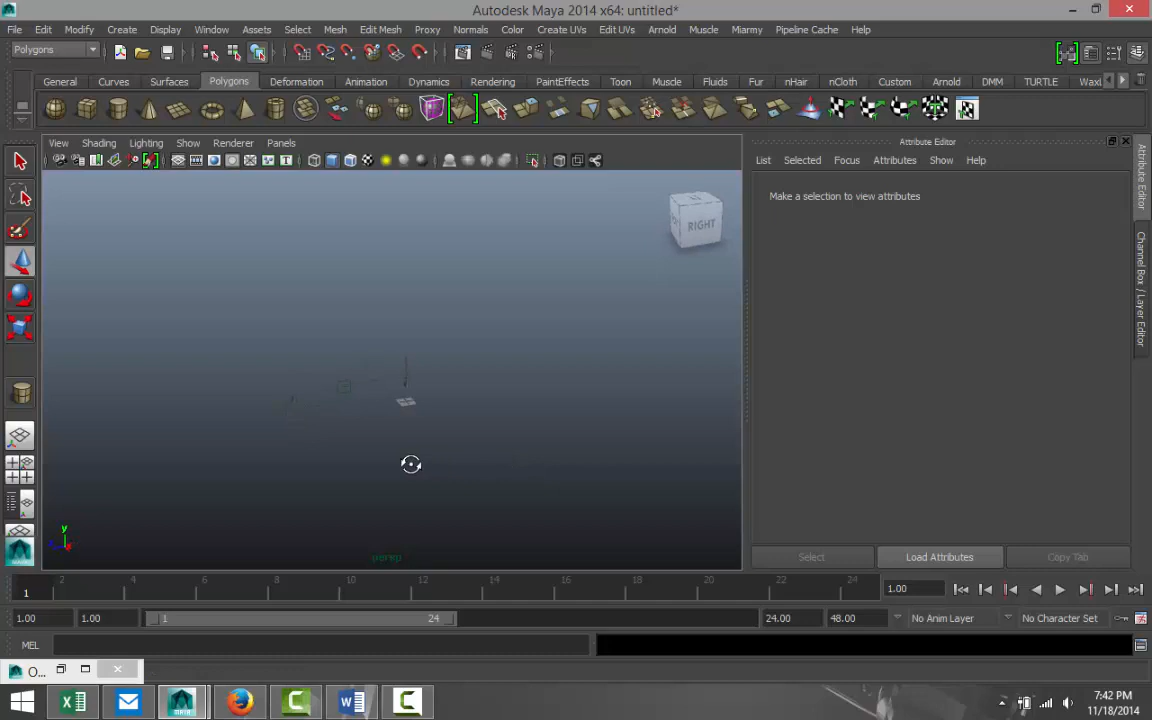 Autodesk Maya 2014 x64: untitled*
File Edit Modify Create Display Window Assets Select Mesh Edit Mesh Proxy Normals Color Create UVs Edit UVs Arnold Muscle Miarmy Pipeline Cache Help
Polygons
General Curves Surfaces Polygons Deformation Animation Dynamics Rendering PaintEffects Toon Muscle Fluids Fur nHair nCloth Custom Arnold DMM TURTLE Waxi
View Shading Lighting Show Renderer Panels
Attribute Editor
List Selected Focus Attributes Show Help
Make a selection to view attributes
RIGHT
Attribute Editor
Channel Box / Layer Editor
y
persp
Select Load Attributes Copy Tab
2 4 6 8 10 12 14 16 18 20 22 24
1 1.00
1.00 1.00 1 24 24.00 48.00 No Anim Layer No Character Set
MEL
O...
7:42 PM
11/18/2014